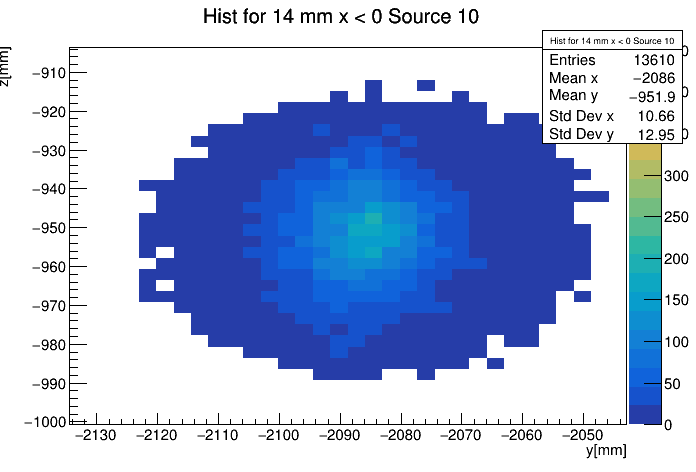 Hist for 14 mm x < 0 Source 10
Hist for 14 mm x < 0 Source 10
Entries 13610
Mean x −2086
Mean y −951.9
Std Dev x 10.66
Std Dev y 12.95
z[mm]
−910
−920
−930
−940
−950
−960
−970
−980
−990
−1000
−2130 −2120 −2110 −2100 −2090 −2080 −2070 −2060 −2050
y[mm]
300
250
200
150
100
50
0